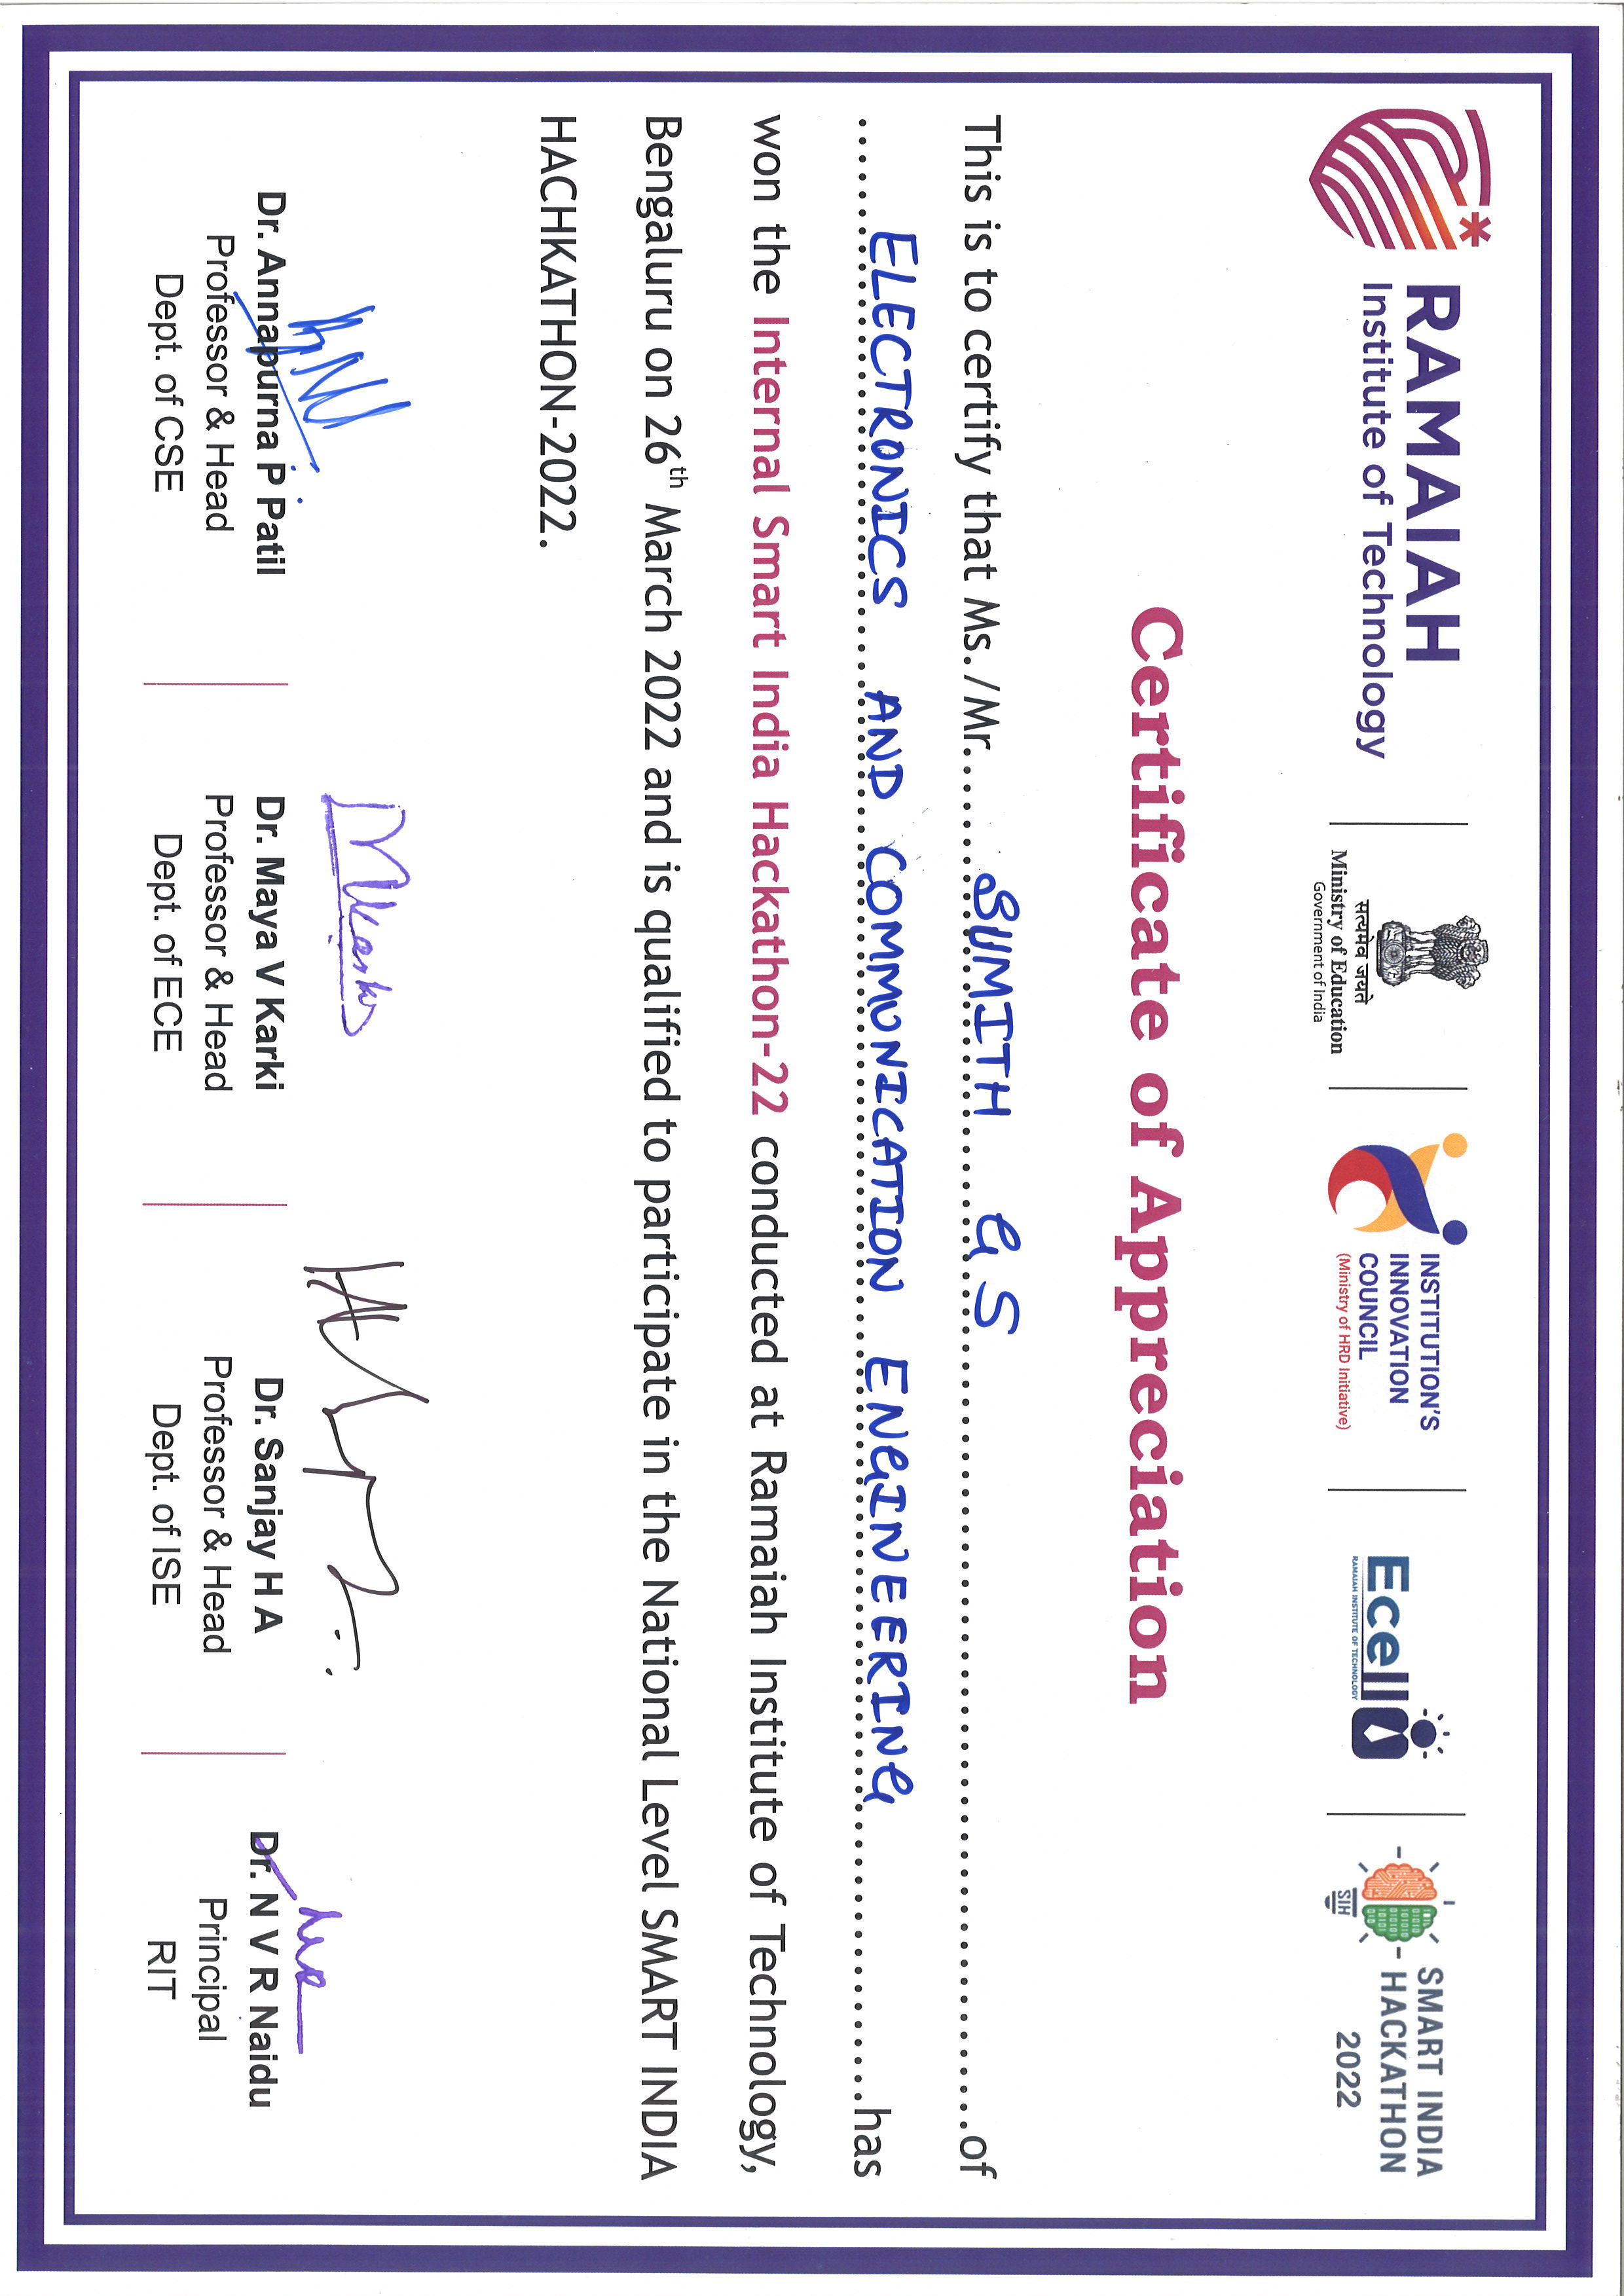 RAMAIAH
Institute of Technology
सत्यमेव जयते
Ministry of Education
Government of India
INSTITUTION'S
INNOVATION
COUNCIL
(Ministry of HRD Initiative)
Ecell
RAMAIAH INSTITUTE OF TECHNOLOGY
SIH
SMART INDIA
HACKATHON
2022
Certificate of Appreciation
This is to certify that Ms./Mr. SUMITH G S of
ELECTRONICS AND COMMUNICATION ENGINEERING has
won the Internal Smart India Hackathon-22 conducted at Ramaiah Institute of Technology,
Bengaluru on 26th March 2022 and is qualified to participate in the National Level SMART INDIA
HACHKATHON-2022.
Dr. Annapurna P Patil
Professor & Head
Dept. of CSE
MKarki
Dr. Maya V Karki
Professor & Head
Dept. of ECE
Dr. Sanjay H A
Professor & Head
Dept. of ISE
Dr. N V R Naidu
Principal
RIT